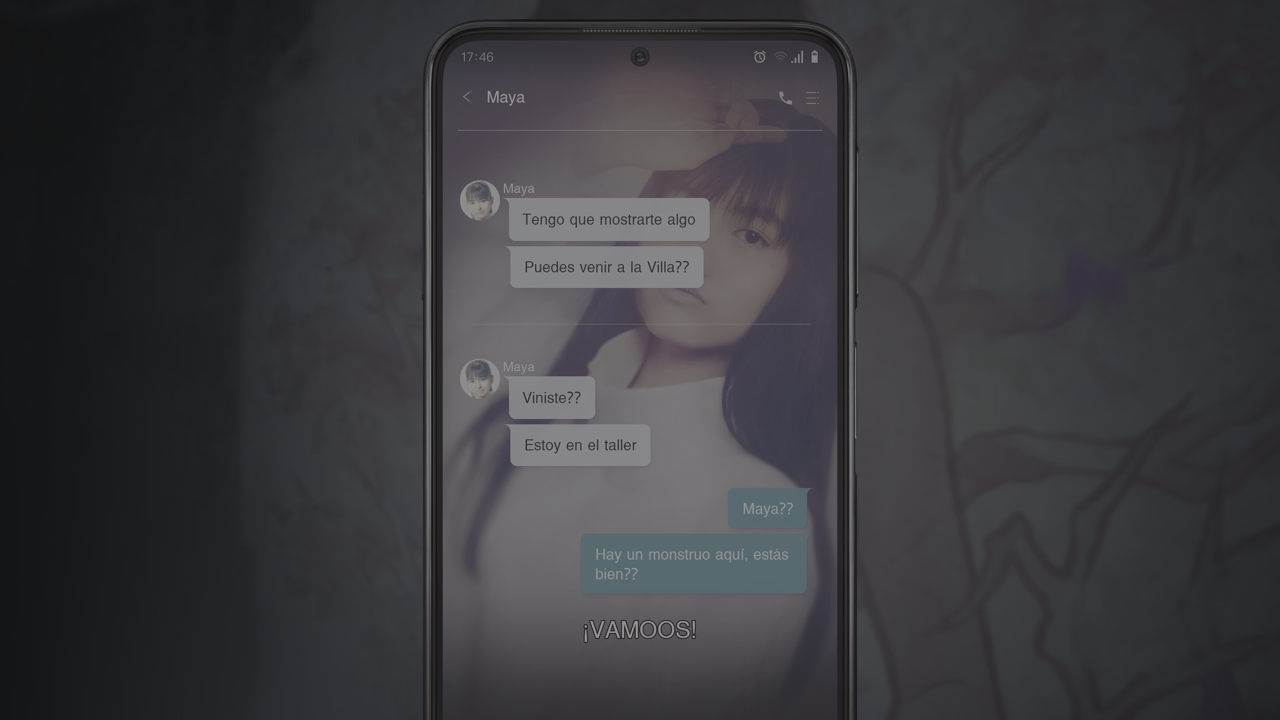 17:46
Maya
Maya
Tengo que mostrarte algo
Puedes venir a la Villa??
Maya
Viniste??
Estoy en el taller
Maya??
Hay un monstruo aquí, estás
bien??
¡VAMOOS!